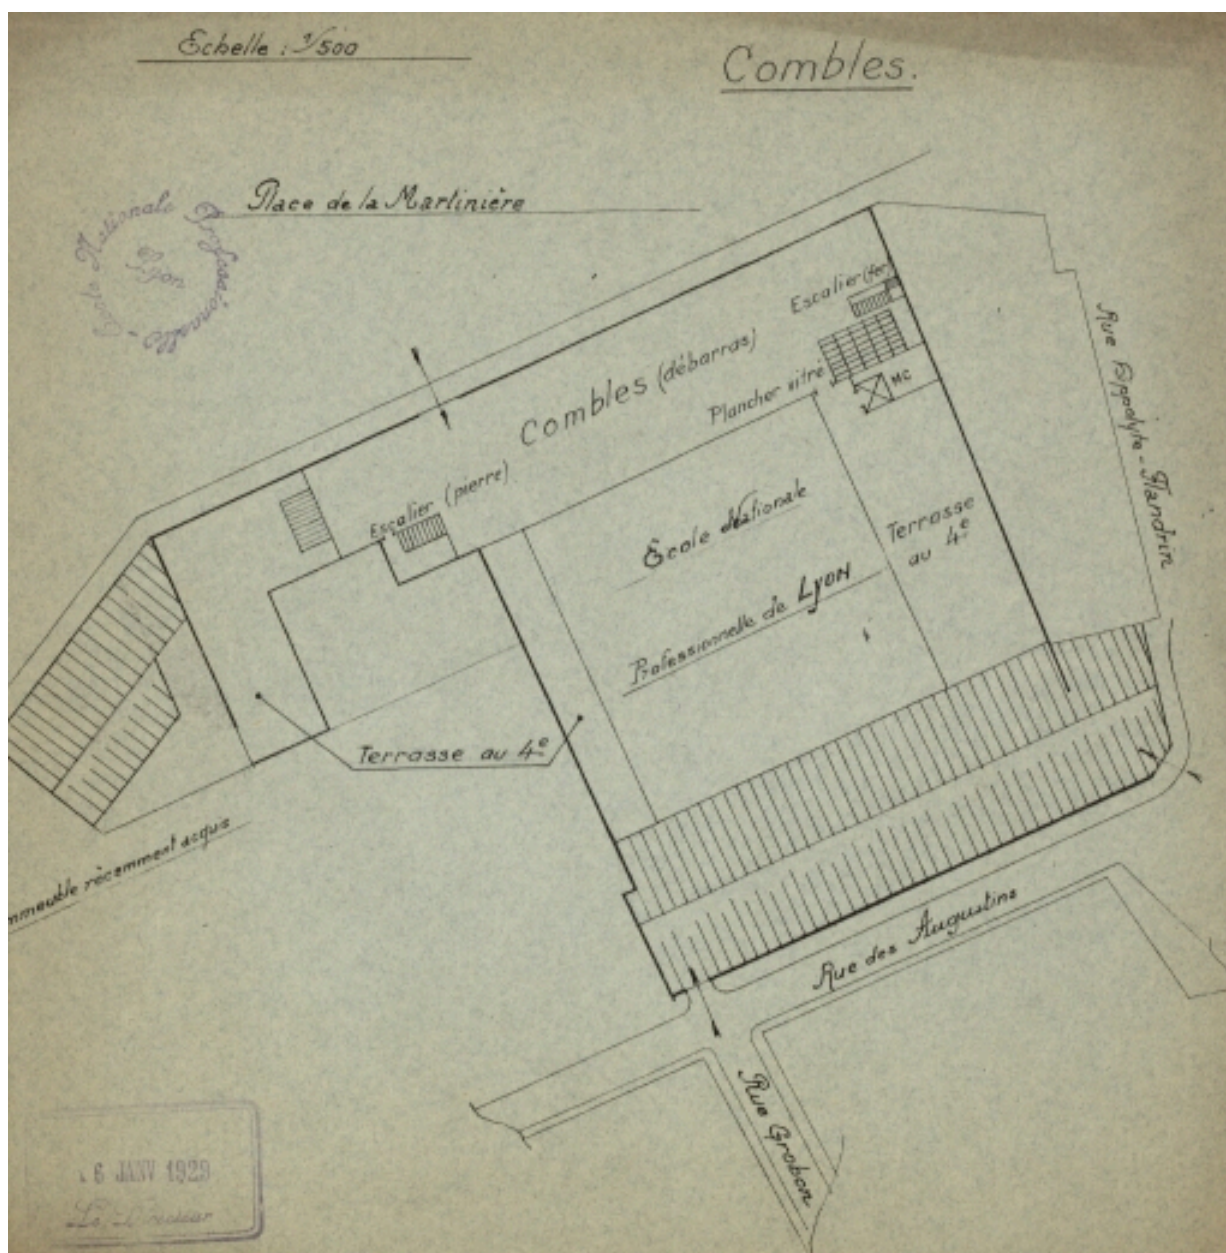 Echelle : 1/500
Combles.
Place de la Martinière
Ecole Nationale Professionnelle -
Lyon
Escalier (fer)
Combles (débarras)
Plancher vitré
MC
Rue Hippolyte-Flandrin
Escalier (pierre)
Ecole Nationale
Professionnelle de Lyon
Terrasse
au 4e
Terrasse au 4e
mmeuble récemment acquis
Rue des Augustins
Rue Grobon
6 JANV 1929
Le Directeur